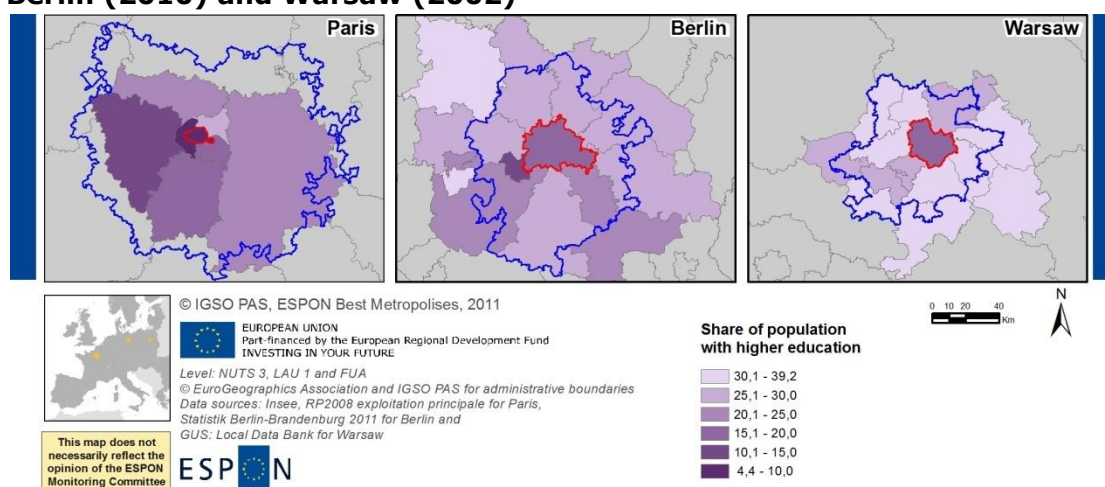 Berlin (2010) and Warsaw (2002)
Paris
Berlin
Warsaw
© IGSO PAS, ESPON Best Metropolises, 2011
EUROPEAN UNION
Part-financed by the European Regional Development Fund
INVESTING IN YOUR FUTURE
Level: NUTS 3, LAU 1 and FUA
© EuroGeographics Association and IGSO PAS for administrative boundaries
Data sources: Insee, RP2008 exploitation principale for Paris,
Statistik Berlin-Brandenburg 2011 for Berlin and
GUS: Local Data Bank for Warsaw
This map does not
necessarily reflect the
opinion of the ESPON
Monitoring Committee
ESPON
Share of population
with higher education
30,1 - 39,2
25,1 - 30,0
20,1 - 25,0
15,1 - 20,0
10,1 - 15,0
4,4 - 10,0
0 10 20 40
Km
N